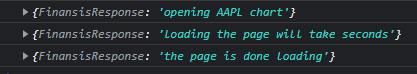 ▶ {FinansisResponse: 'opening AAPL chart'}
▶ {FinansisResponse: 'Loading the page will take seconds'}
▶ {FinansisResponse: 'the page is done loading'}